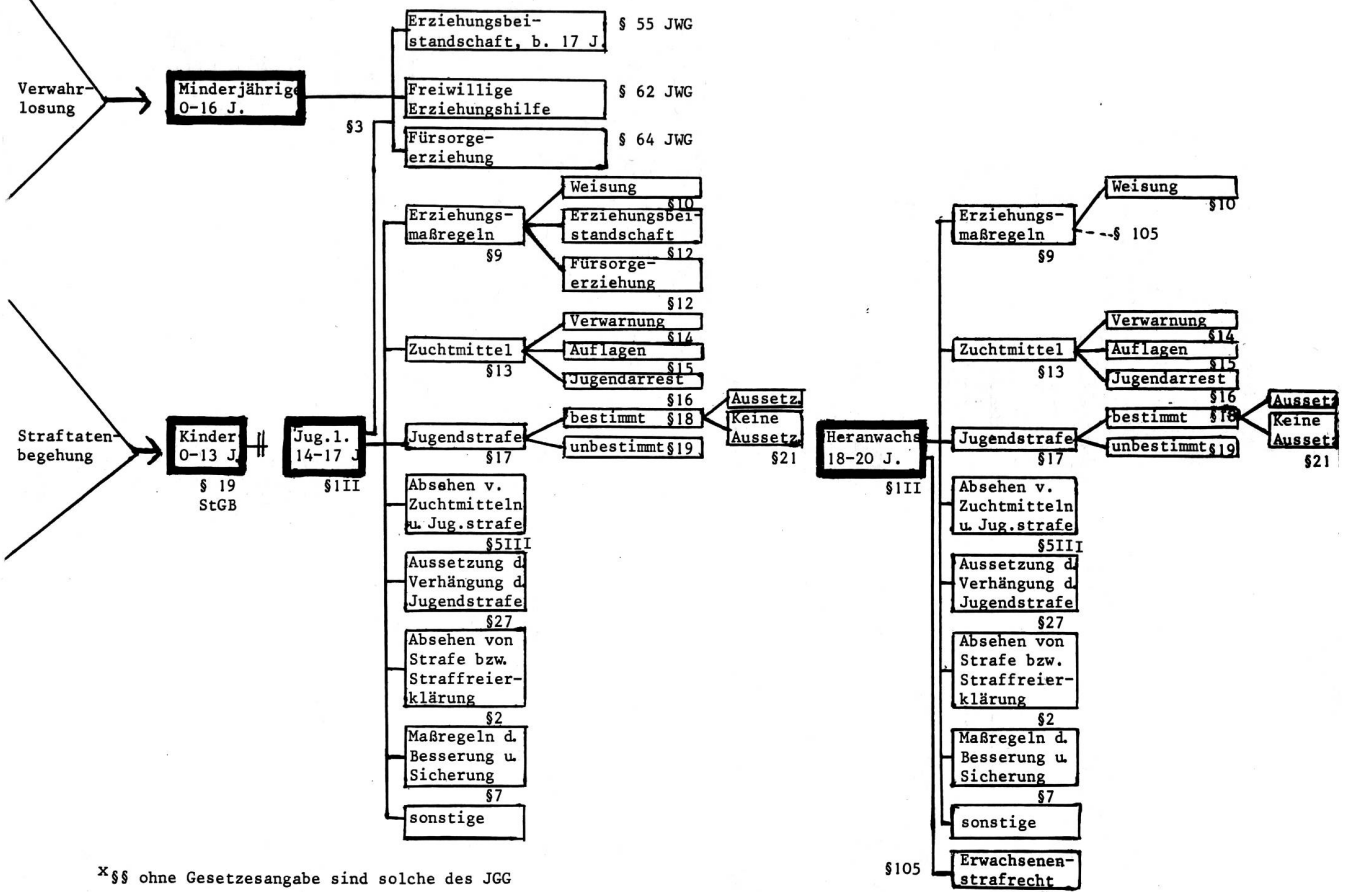 Verwahr-
losung
Minderjährige
0-16 J.
§3
Erziehungsbei-
standschaft, b. 17 J.
§ 55 JWG
Freiwillige
Erziehungshilfe
§ 62 JWG
Fürsorge-
erziehung
§ 64 JWG
Straftaten-
begehung
Kinder
0-13 J.
§ 19
StGB
Jug.l.
14-17 J
§1II
Erziehungs-
maßregeln
§9
Weisung
§10
Erziehungsbei-
standschaft
§12
Fürsorge-
erziehung
§12
Zuchtmittel
§13
Verwarnung
§14
Auflagen
§15
Jugendarrest
§16
Jugendstrafe
§17
bestimmt
§18
unbestimmt §19
Aussetz.
Keine
Aussetz.
§21
Absehen v.
Zuchtmitteln
u. Jug.strafe
§5III
Aussetzung d.
Verhängung d.
Jugendstrafe
§27
Absehen von
Strafe bzw.
Straffreier-
klärung
§2
Maßregeln d.
Besserung u.
Sicherung
§7
sonstige
Heranwachs
18-20 J.
§1II
Erziehungs-
maßregeln
§9
Weisung
§10
§ 105
Zuchtmittel
§13
Verwarnung
§14
Auflagen
§15
Jugendarrest
§16
Jugendstrafe
§17
bestimmt
§18
unbestimmt §19
Aussetz
Keine
Aussetz
§21
Absehen v.
Zuchtmitteln
u. Jug.strafe
§5III
Aussetzung d.
Verhängung d.
Jugendstrafe
§27
Absehen von
Strafe bzw.
Straffreier-
klärung
§2
Maßregeln d.
Besserung u.
Sicherung
§7
sonstige
§105
Erwachsenen-
strafrecht
x §§ ohne Gesetzesangabe sind solche des JGG